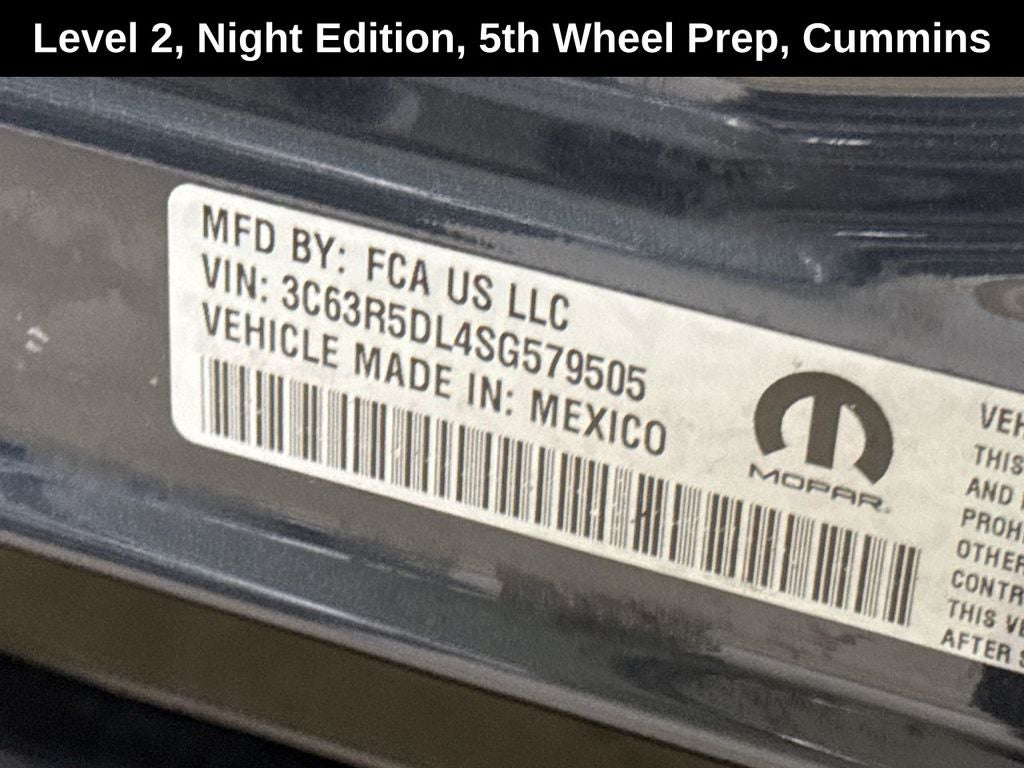 Level 2, Night Edition, 5th Wheel Prep, Cummins
MFD BY: FCA US LLC
VIN: 3C63R5DL4SG579505
VEHICLE MADE IN: MEXICO
MOPAR
VEH
THIS
AND
PROH
OTHER
CONTR
THIS VE
AFTER S